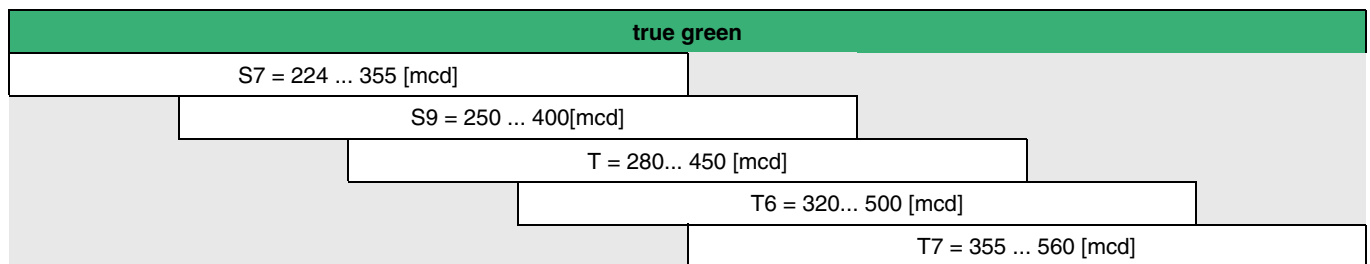 true green
S7 = 224 ... 355 [mcd]
S9 = 250 ... 400[mcd]
T = 280... 450 [mcd]
T6 = 320... 500 [mcd]
T7 = 355 ... 560 [mcd]